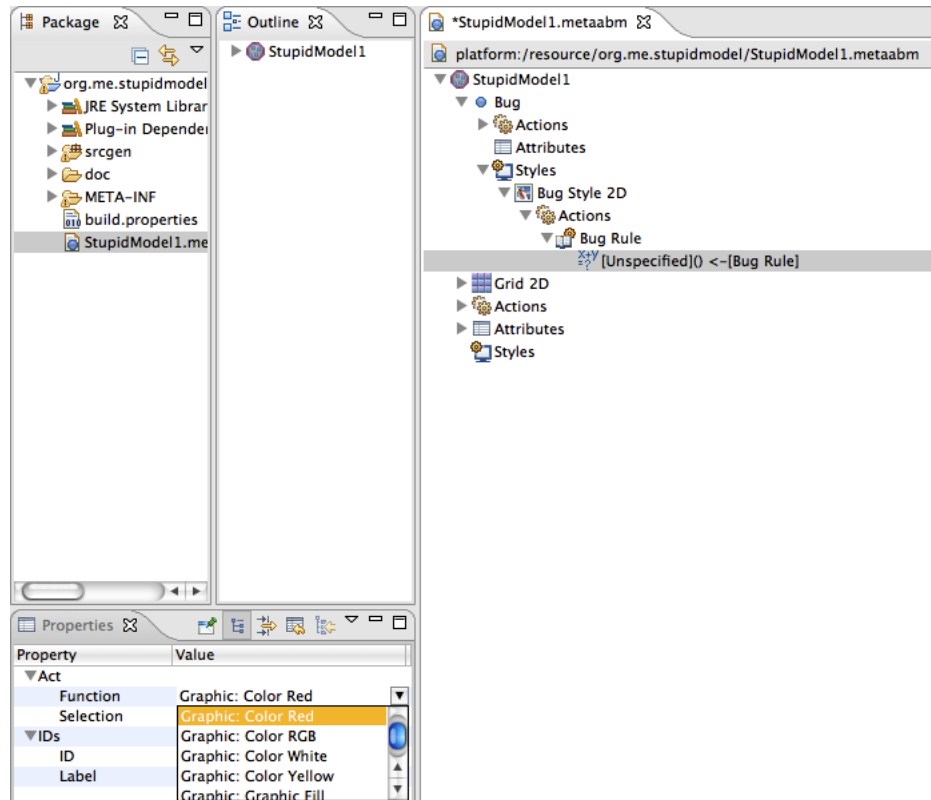 Package
org.me.stupidmodel
JRE System Librar
Plug-in Depender
srcgen
doc
META-INF
build.properties
StupidModel1.me
Outline
StupidModel1
*StupidModel1.metaabm
platform:/resource/org.me.stupidmodel/StupidModel1.metaabm
StupidModel1
Bug
Actions
Attributes
Styles
Bug Style 2D
Actions
Bug Rule
[Unspecified]() <-[Bug Rule]
Grid 2D
Actions
Attributes
Styles
Properties
Property Value
Act
Function Graphic: Color Red
Selection Graphic: Color Red
IDs Graphic: Color RGB
ID Graphic: Color White
Label Graphic: Color Yellow
Graphic: Graphic Fill